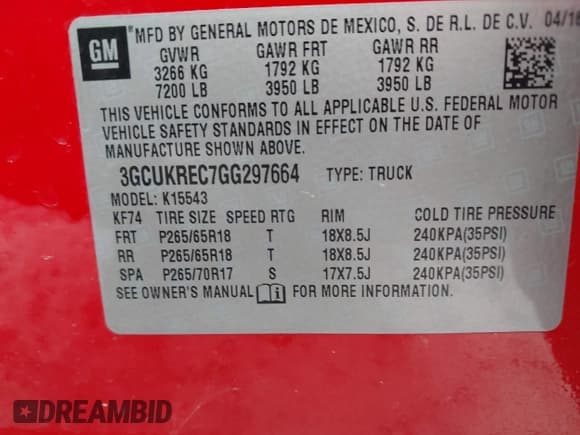 GM *MFD BY GENERAL MOTORS DE MEXICO, S. DE R.L. DE C.V. 04/16
GVWR GAWR FRT GAWR RR
3266 KG 1792 KG 1792 KG
7200 LB 3950 LB 3950 LB
THIS VEHICLE CONFORMS TO ALL APPLICABLE U.S. FEDERAL MOTOR
VEHICLE SAFETY STANDARDS IN EFFECT ON THE DATE OF
MANUFACTURE SHOWN ABOVE.
3GCUKREC7GG297664 TYPE: TRUCK
MODEL: K15543
KF74 TIRE SIZE SPEED RTG RIM COLD TIRE PRESSURE
FRT P265/65R18 T 18X8.5J 240KPA(35PSI)
RR P265/65R18 T 18X8.5J 240KPA(35PSI)
SPA P265/70R17 S 17X7.5J 240KPA(35PSI)
SEE OWNER'S MANUAL FOR MORE INFORMATION.
DREAMBID